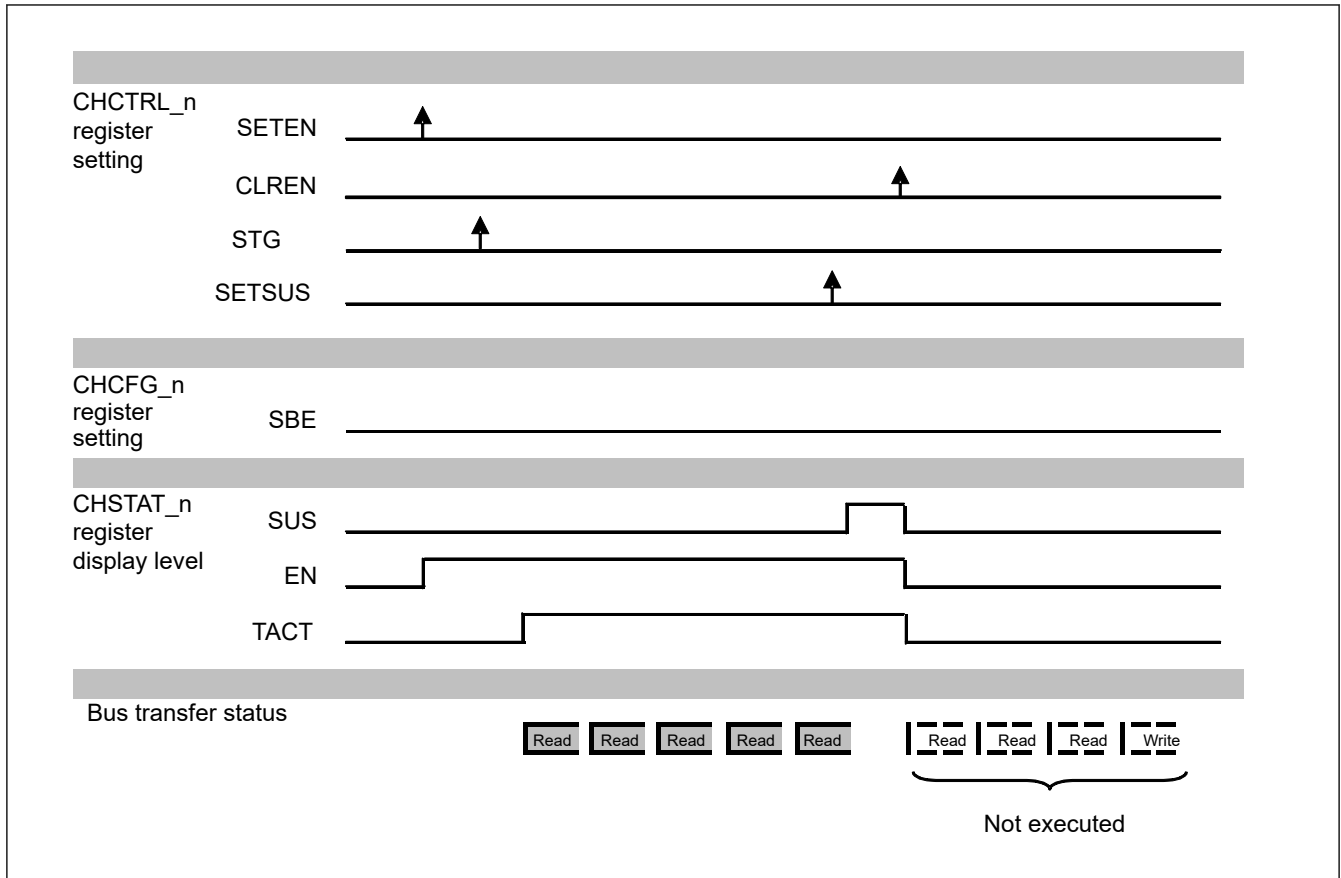 CHCTRL_n
register
setting
SETEN
CLREN
STG
SETSUS
CHCFG_n
register
setting
SBE
CHSTAT_n
register
display level
SUS
EN
TACT
Bus transfer status
Read Read Read Read Read Read Read Read Write
Not executed